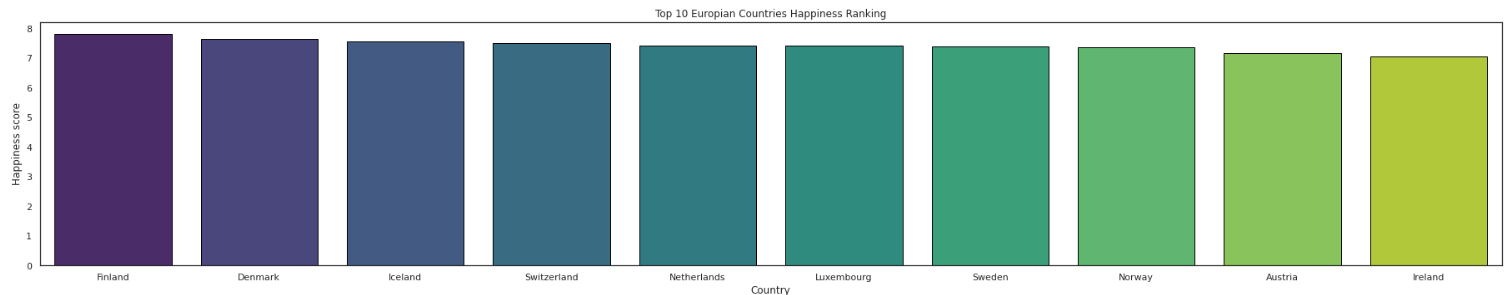 Top 10 Europian Countries Happiness Ranking
Happiness score
8
7
6
5
4
3
2
1
0
Finland Denmark Iceland Switzerland Netherlands Luxembourg Sweden Norway Austria Ireland
Country